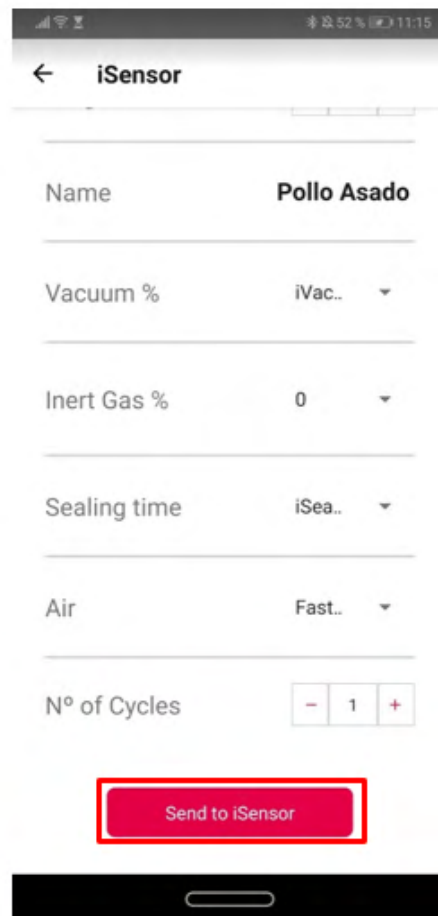 52 % 11:15
iSensor
Name Pollo Asado
Vacuum % iVac..
Inert Gas % 0
Sealing time iSea..
Air Fast..
Nº of Cycles − 1 +
Send to iSensor